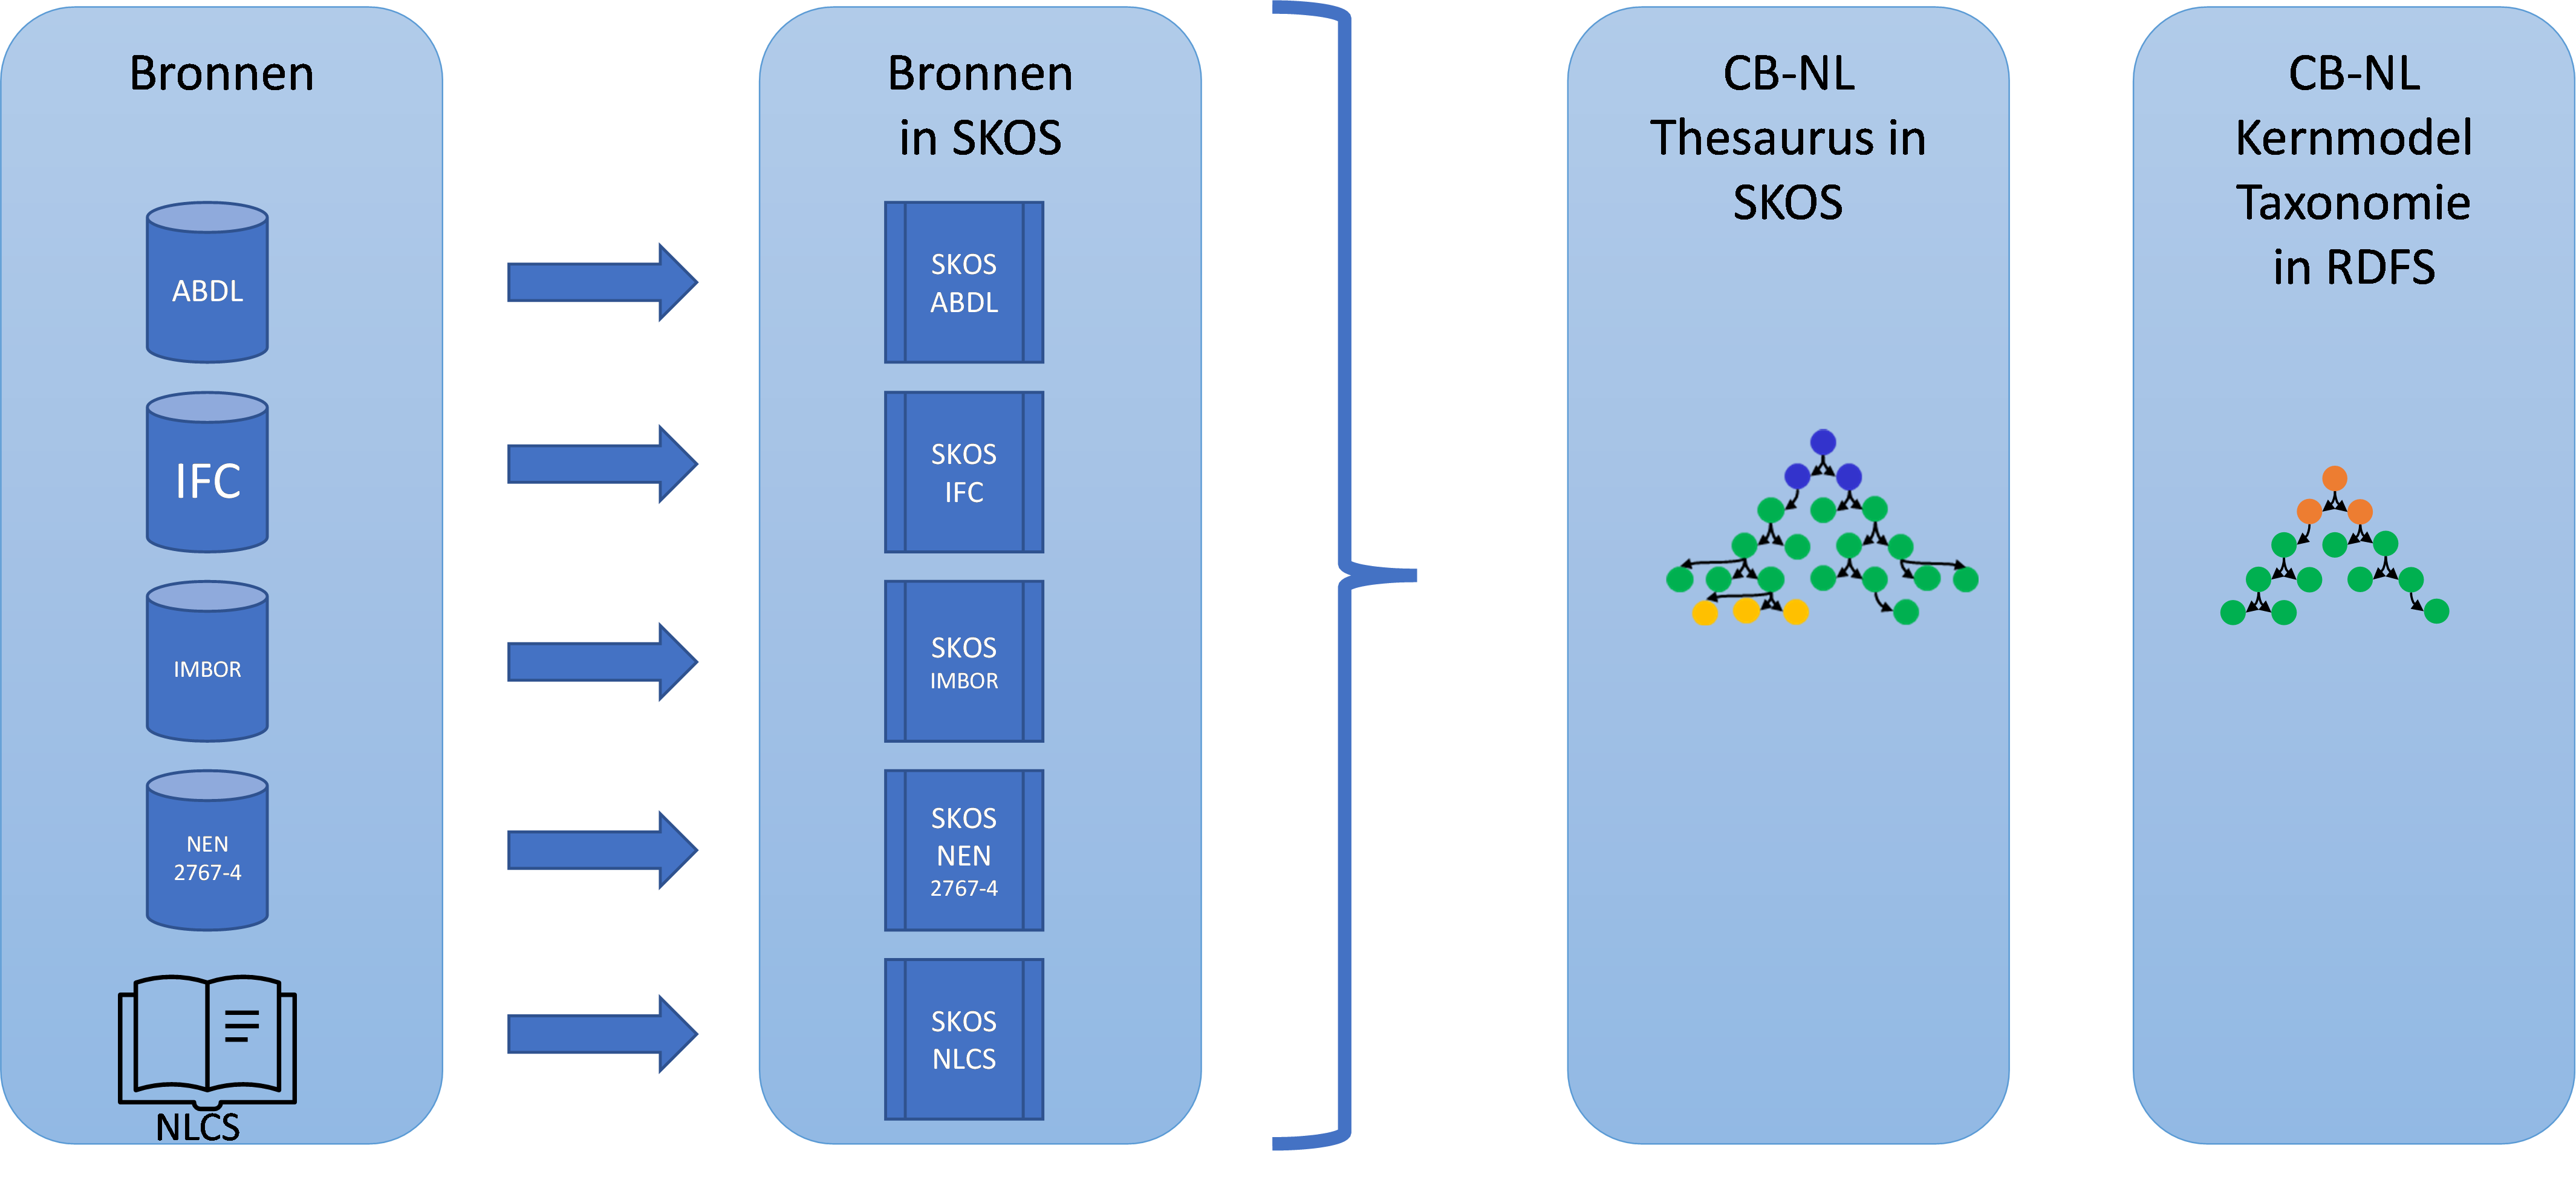 Bronnen
ABDL
IFC
IMBOR
NEN
2767-4
NLCS
Bronnen
in SKOS
SKOS
ABDL
SKOS
IFC
SKOS
IMBOR
SKOS
NEN
2767-4
SKOS
NLCS
CB-NL
Thesaurus in
SKOS
CB-NL
Kernmodel
Taxonomie
in RDFS